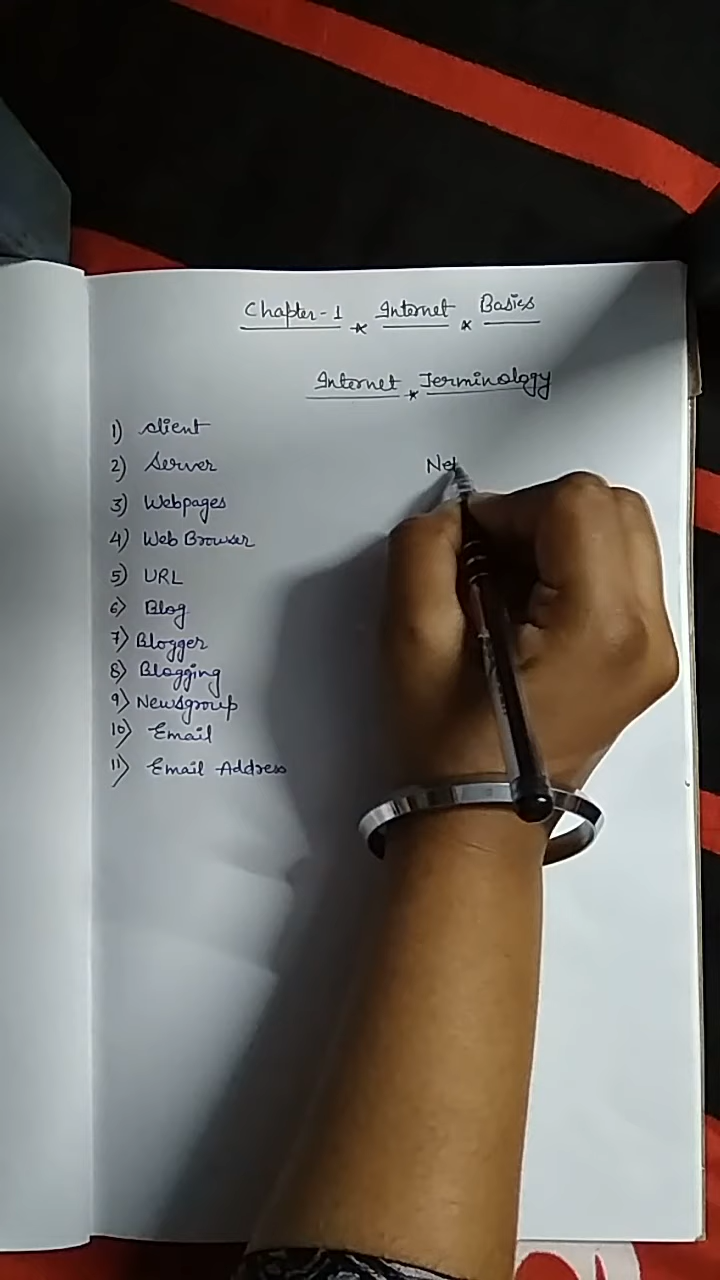 Chapter-1 Internet Basics
Internet Terminology
1) Client
2) Server
Net
3) Webpages
4) Web Browser
5) URL
6) Blog
7) Blogger
8) Blogging
9) Newsgroup
10) Email
11) Email Address